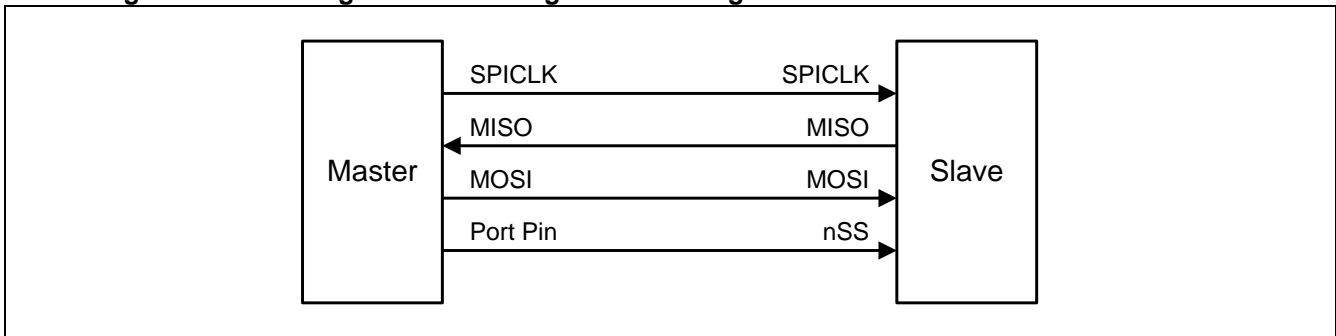 SPICLK SPICLK
MISO MISO
Master MOSI MOSI Slave
Port Pin nSS